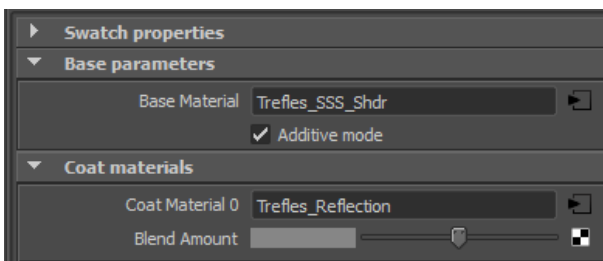 Swatch properties
Base parameters
Base Material Trefles_SSS_Shdr
Additive mode
Coat materials
Coat Material 0 Trefles_Reflection
Blend Amount